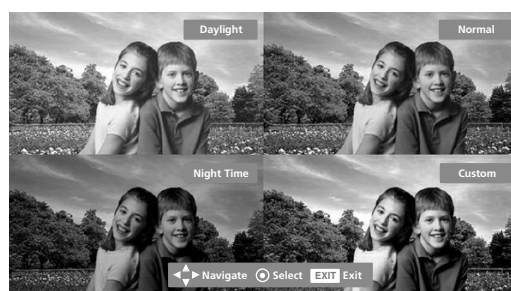 Daylight
Normal
Night Time
Custom
Navigate Select EXIT Exit